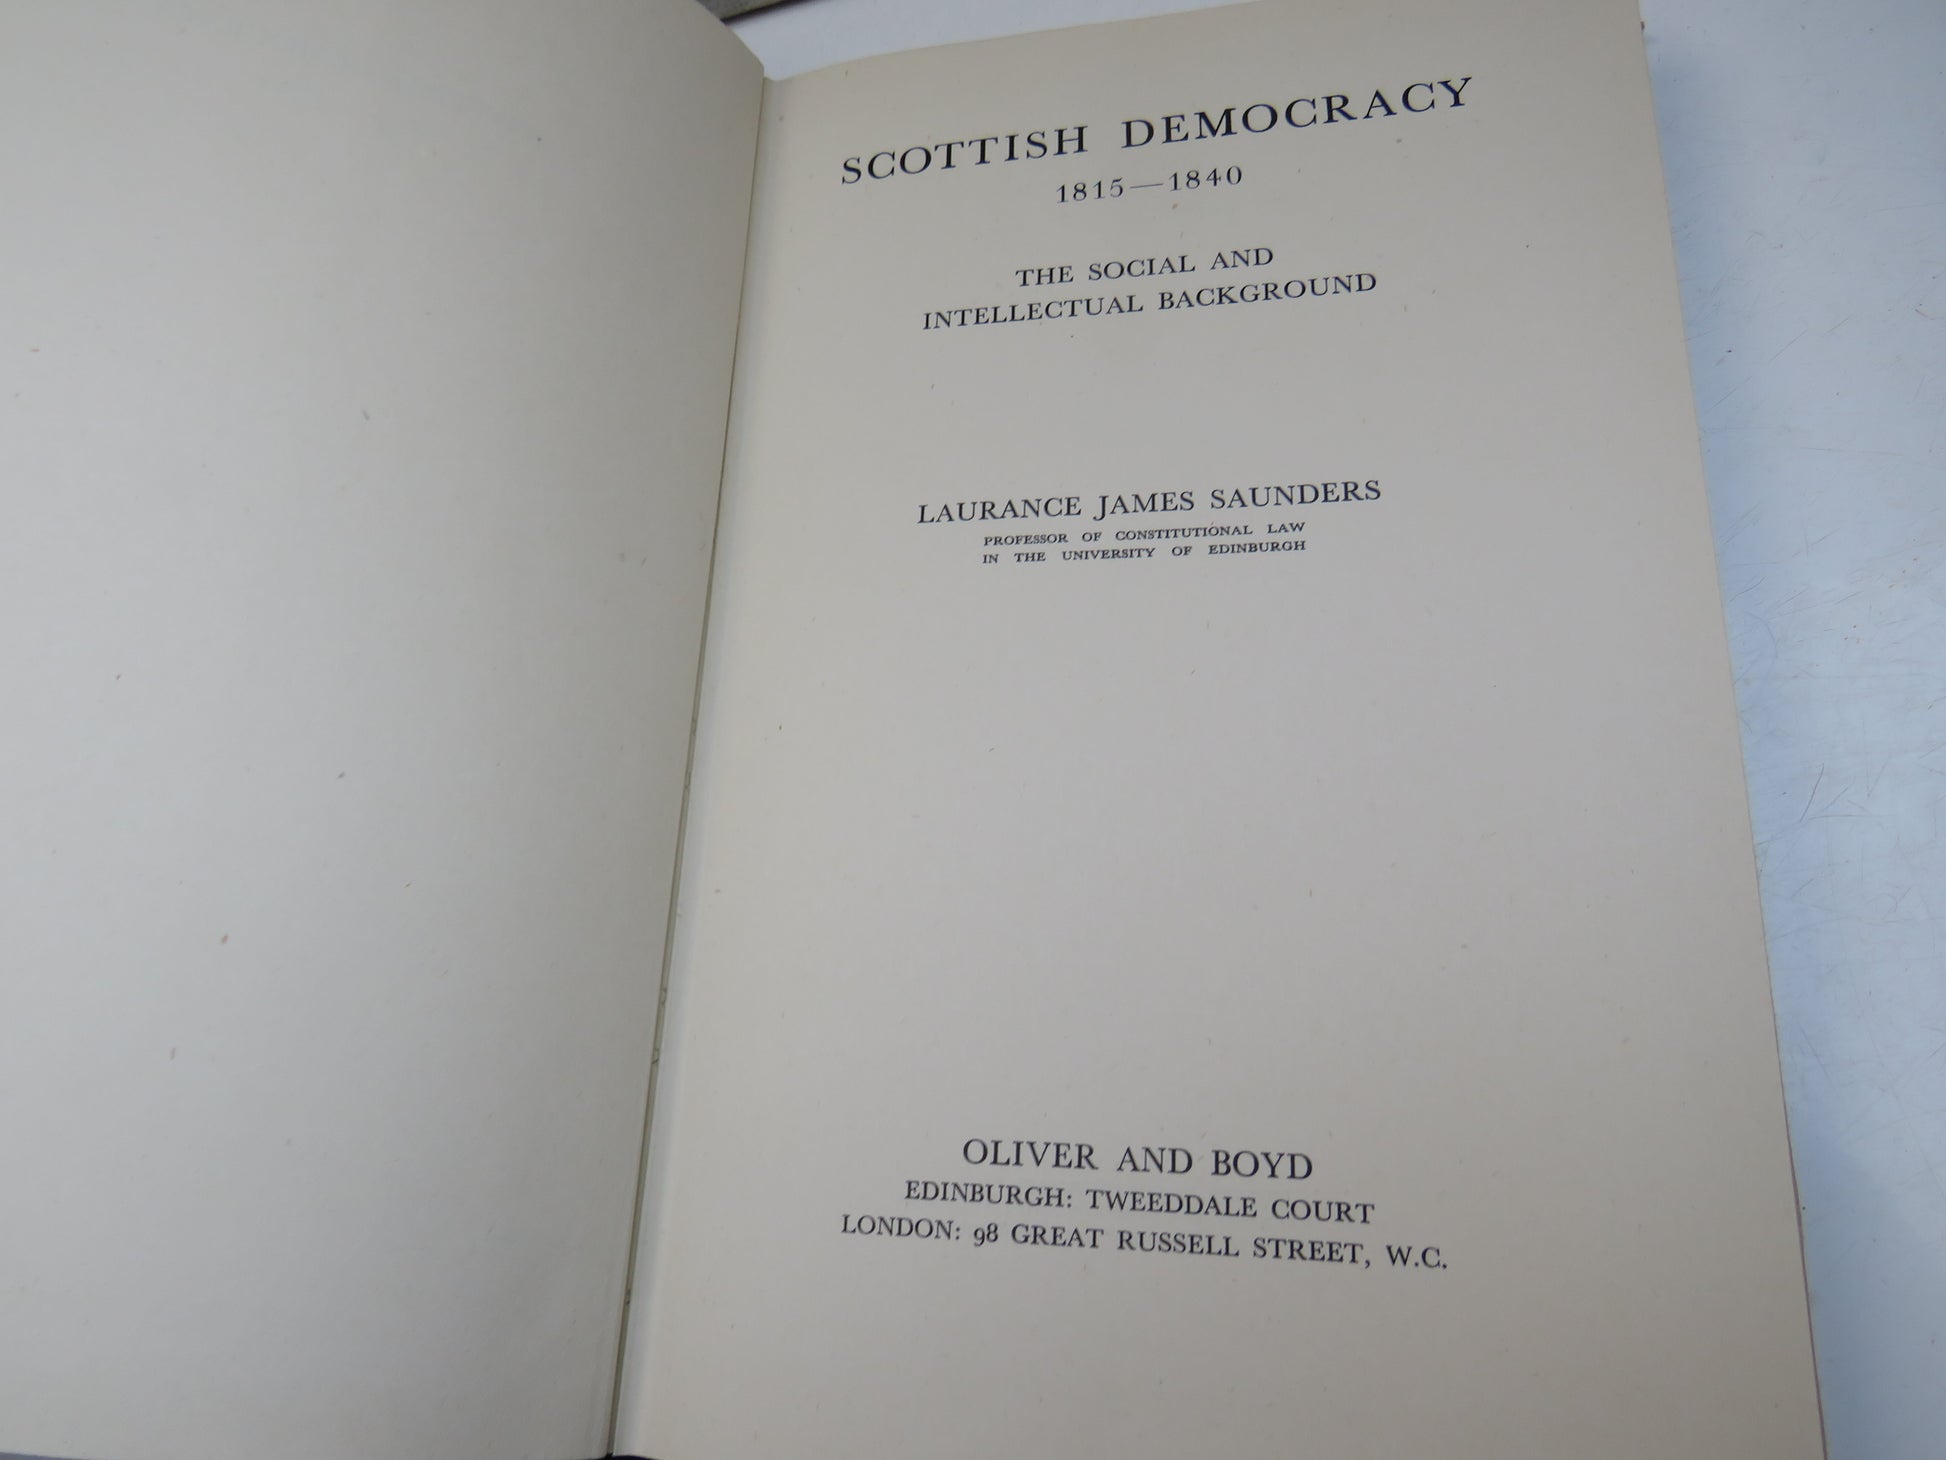 SCOTTISH DEMOCRACY
1815—1840
THE SOCIAL AND
INTELLECTUAL BACKGROUND
LAURANCE JAMES SAUNDERS
PROFESSOR OF CONSTITUTIONAL LAW
IN THE UNIVERSITY OF EDINBURGH
OLIVER AND BOYD
EDINBURGH: TWEEDDALE COURT
LONDON: 98 GREAT RUSSELL STREET, W.C.